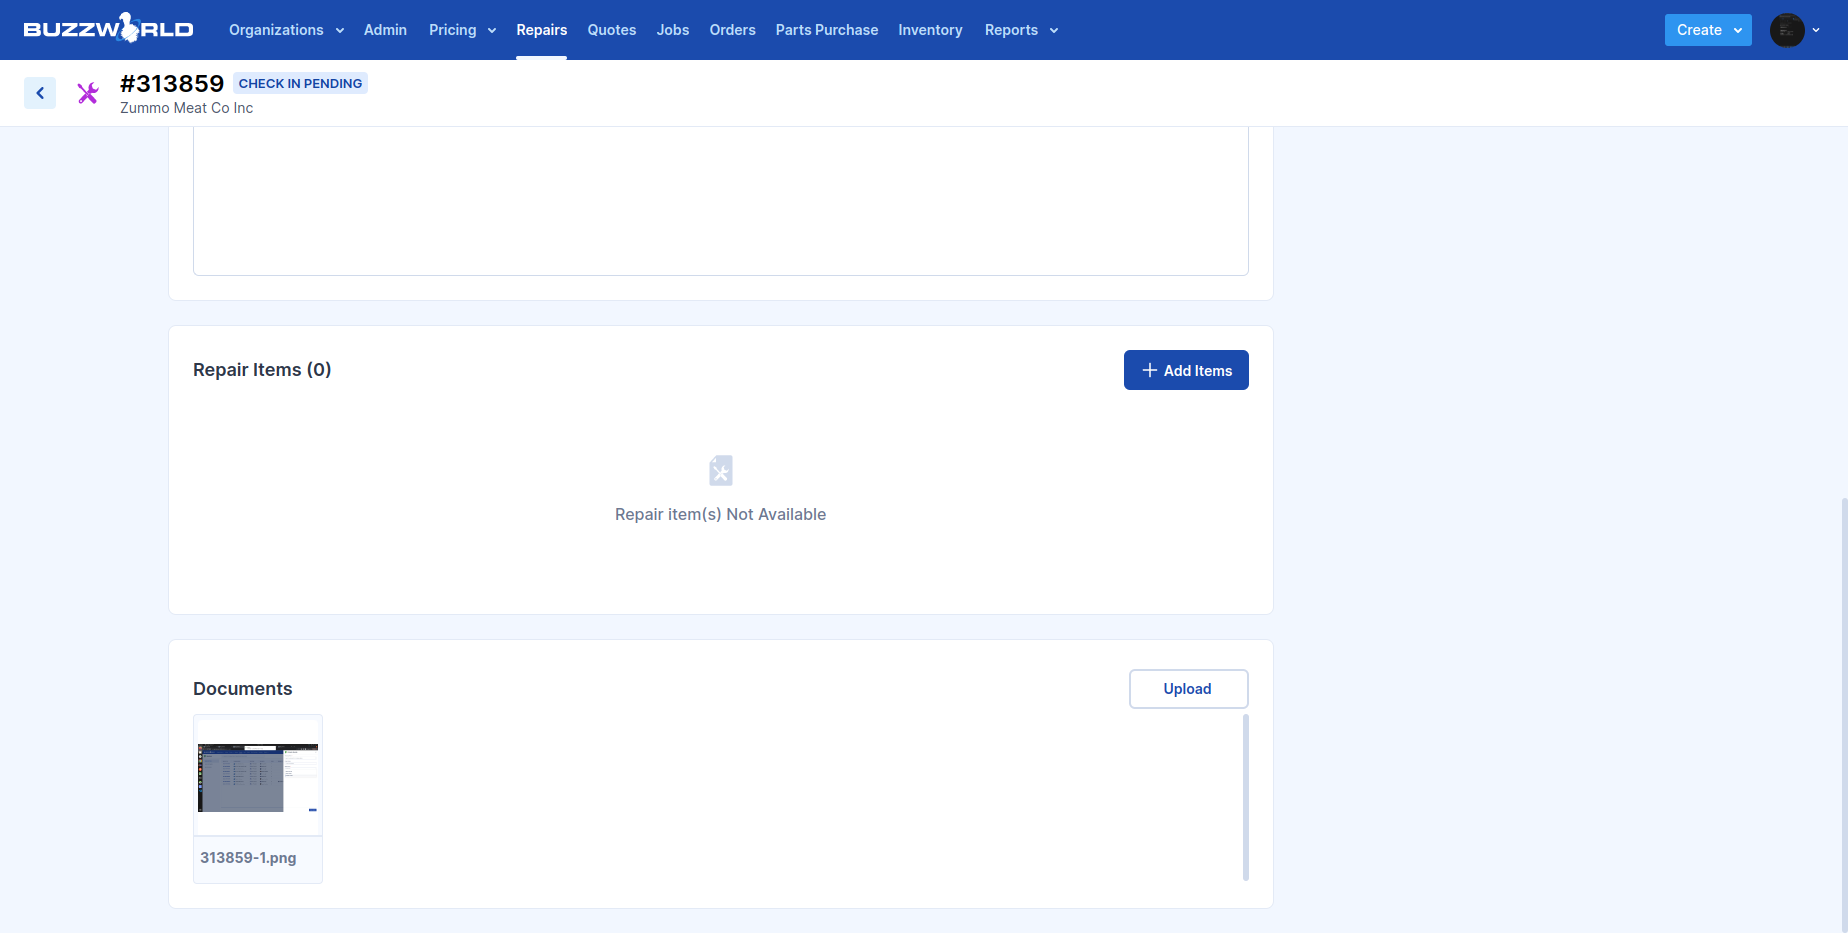 BUZZWORLD
Organizations
Admin
Pricing
Repairs
Quotes
Jobs
Orders
Parts Purchase
Inventory
Reports
Create
#313859
CHECK IN PENDING
Zummo Meat Co Inc
Repair Items (0)
Add Items
Repair item(s) Not Available
Documents
Upload
313859-1.png